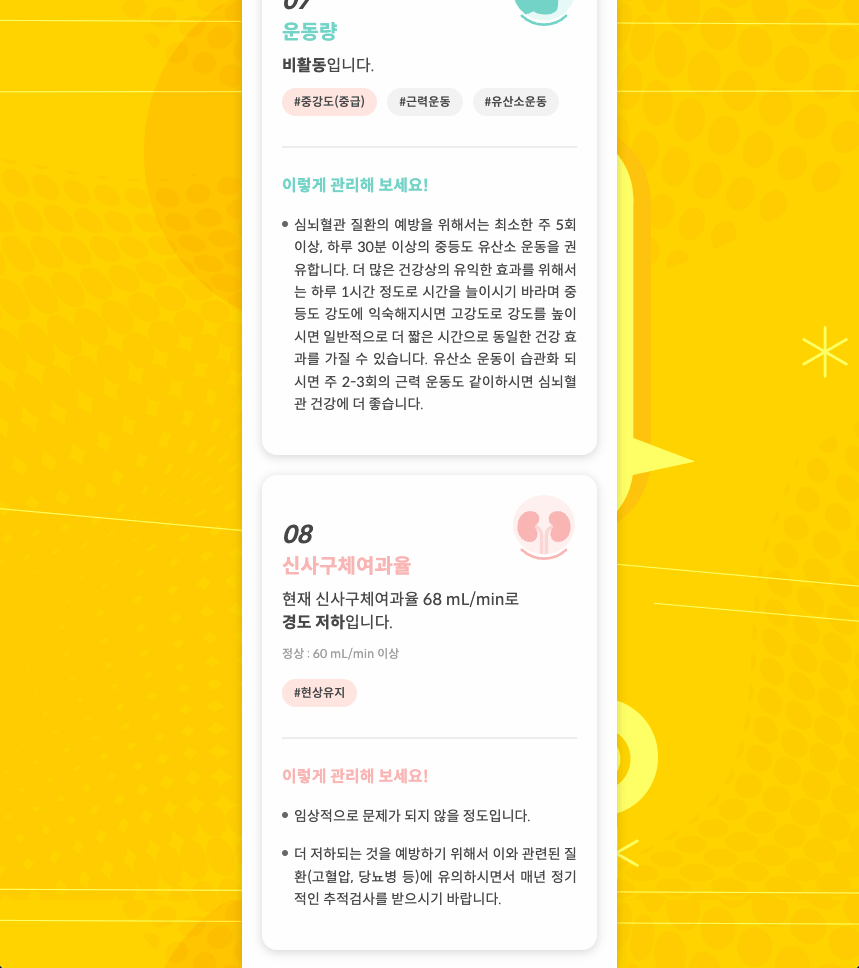 07
운동량
비활동입니다.
#중강도(중급) #근력운동 #유산소운동
이렇게 관리해 보세요!
• 심뇌혈관 질환의 예방을 위해서는 최소한 주 5회
이상, 하루 30분 이상의 중등도 유산소 운동을 권
유합니다. 더 많은 건강상의 유익한 효과를 위해서
는 하루 1시간 정도로 시간을 늘이시기 바라며 중
등도 강도에 익숙해지시면 고강도로 강도를 높이
시면 일반적으로 더 짧은 시간으로 동일한 건강 효
과를 가질 수 있습니다. 유산소 운동이 습관화 되
시면 주 2-3회의 근력 운동도 같이하시면 심뇌혈
관 건강에 더 좋습니다.
08
신사구체여과율
현재 신사구체여과율 68 mL/min로
경도 저하입니다.
정상 : 60 mL/min 이상
#현상유지
이렇게 관리해 보세요!
• 임상적으로 문제가 되지 않을 정도입니다.
• 더 저하되는 것을 예방하기 위해서 이와 관련된 질
환(고혈압, 당뇨병 등)에 유의하시면서 매년 정기
적인 추적검사를 받으시기 바랍니다.